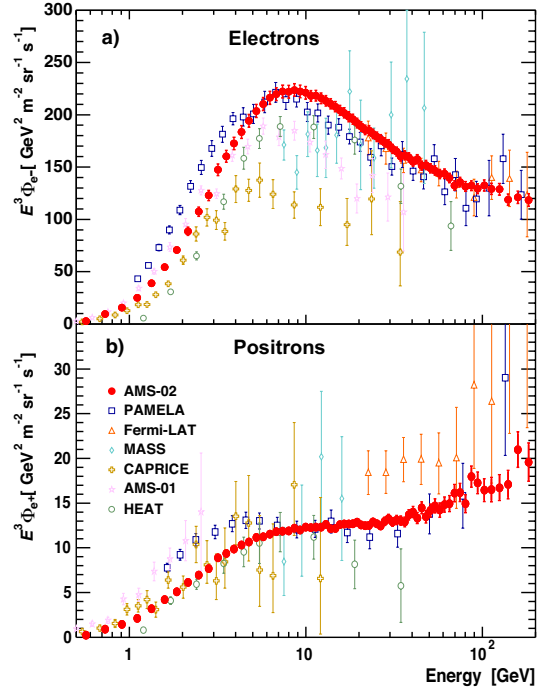 300
250
200
150
100
50
0
E³Φe-[ GeV² m-2 sr-1 s-1 ]
a) Electrons
30
25
20
15
10
5
0
E³Φe+[ GeV² m-2 sr-1 s-1 ]
b) Positrons
AMS-02
PAMELA
Fermi-LAT
MASS
CAPRICE
AMS-01
HEAT
1 10 10²
Energy [GeV]